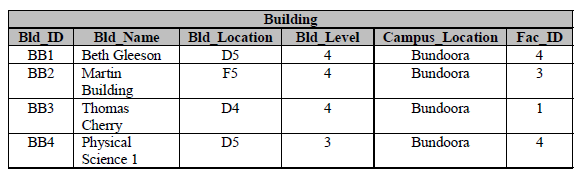 Building
Bld_ID Bld_Name Bld_Location Bld_Level Campus_Location Fac_ID
BB1 Beth Gleeson D5 4 Bundoora 4
BB2 Martin Building F5 4 Bundoora 3
BB3 Thomas Cherry D4 4 Bundoora 1
BB4 Physical Science 1 D5 3 Bundoora 4